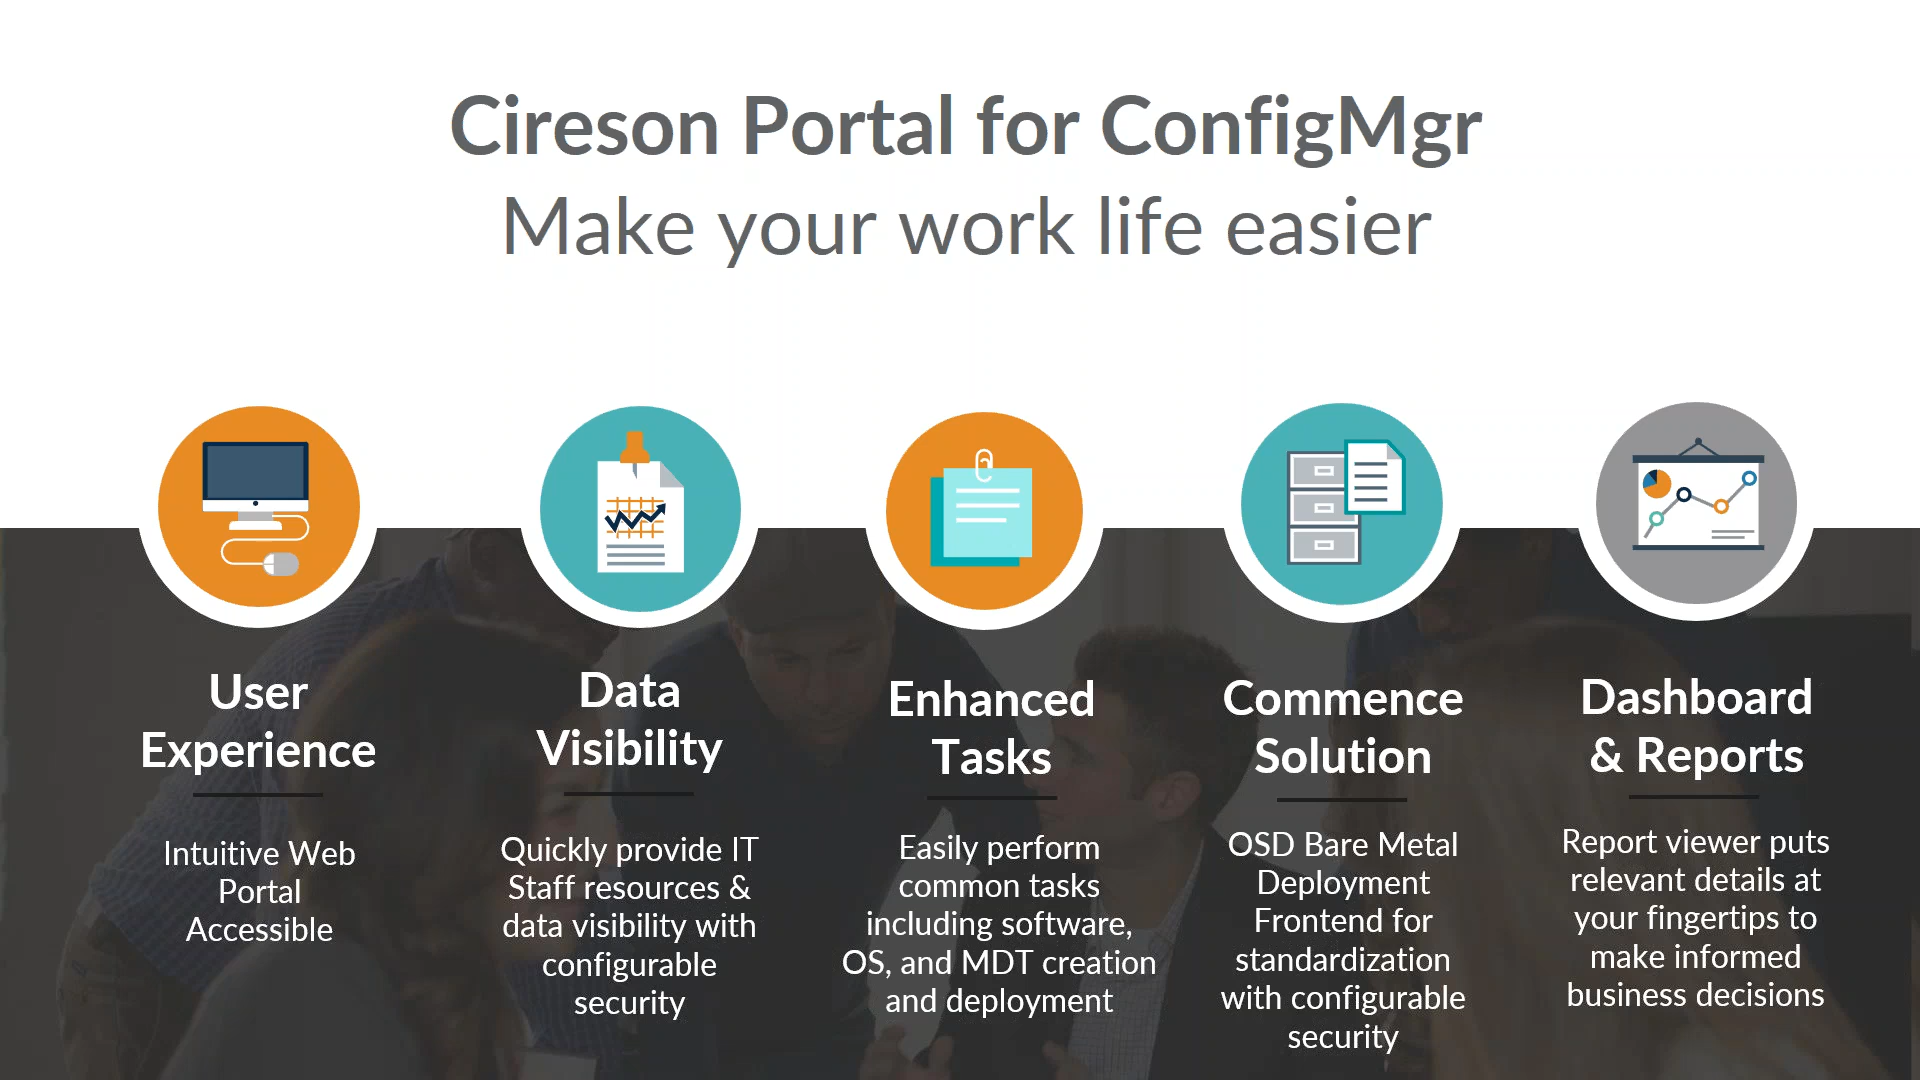 Cireson Portal for ConfigMgr
Make your work life easier
User
Experience
Intuitive Web
Portal
Accessible
Data
Visibility
Quickly provide IT
Staff resources &
data visibility with
configurable
security
Enhanced
Tasks
Easily perform
common tasks
including software,
OS, and MDT creation
and deployment
Commence
Solution
OSD Bare Metal
Deployment
Frontend for
standardization
with configurable
security
Dashboard
& Reports
Report viewer puts
relevant details at
your fingertips to
make informed
business decisions